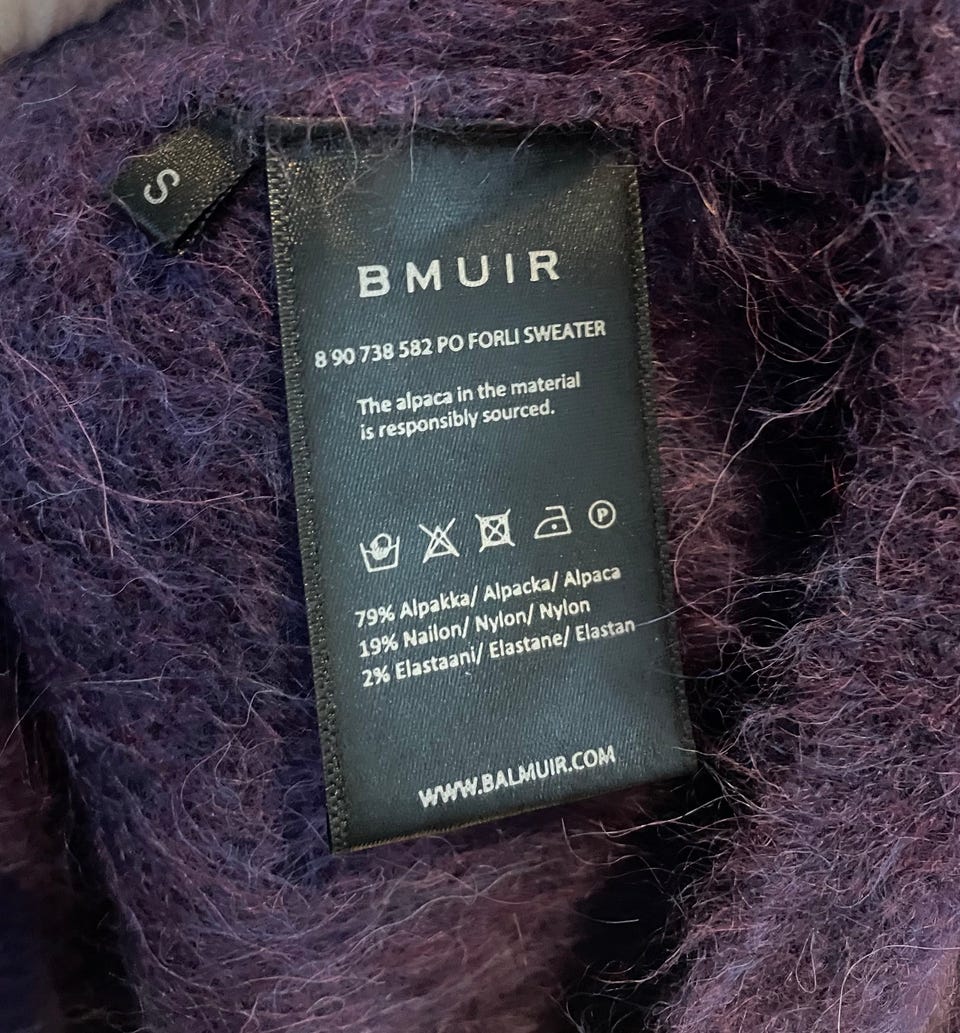 S
BMUIR
8 90 738 582 PO FORLI SWEATER
The alpaca in the material
is responsibly sourced.
P
79% Alpakka/ Alpacka/ Alpaca
19% Nailon/ Nylon/ Nylon
2% Elastaani/ Elastane/ Elastan
WWW.BALMUIR.COM